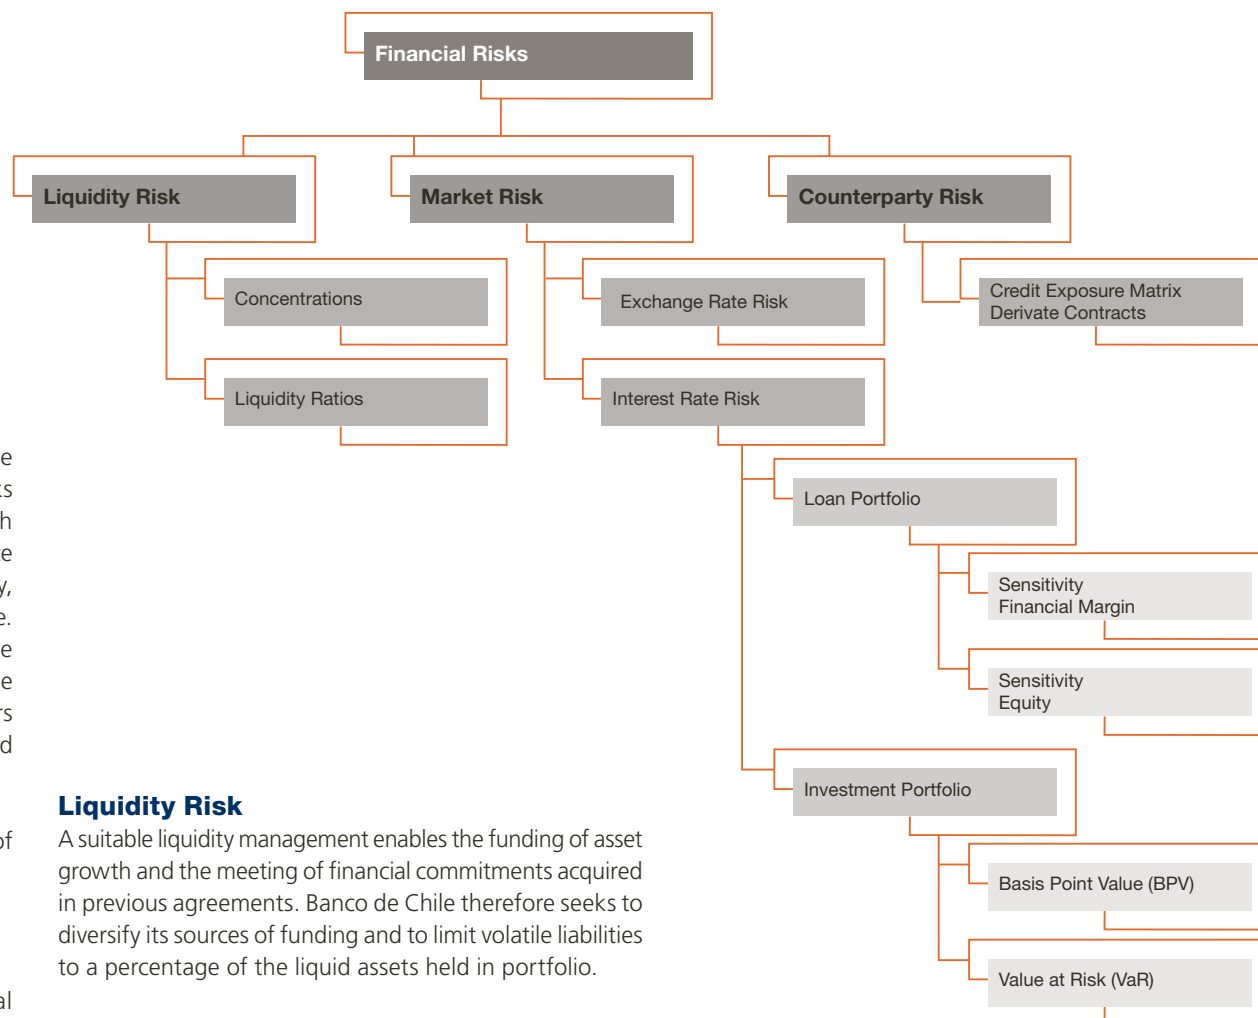 Financial Risks
Liquidity Risk
Market Risk
Counterparty Risk
Concentrations
Exchange Rate Risk
Credit Exposure Matrix
Derivate Contracts
Liquidity Ratios
Interest Rate Risk
Loan Portfolio
Sensitivity
Financial Margin
Sensitivity
Equity
Investment Portfolio
Basis Point Value (BPV)
Value at Risk (VaR)
Liquidity Risk
A suitable liquidity management enables the funding of asset
growth and the meeting of financial commitments acquired
in previous agreements. Banco de Chile therefore seeks to
diversify its sources of funding and to limit volatile liabilities
to a percentage of the liquid assets held in portfolio.
of